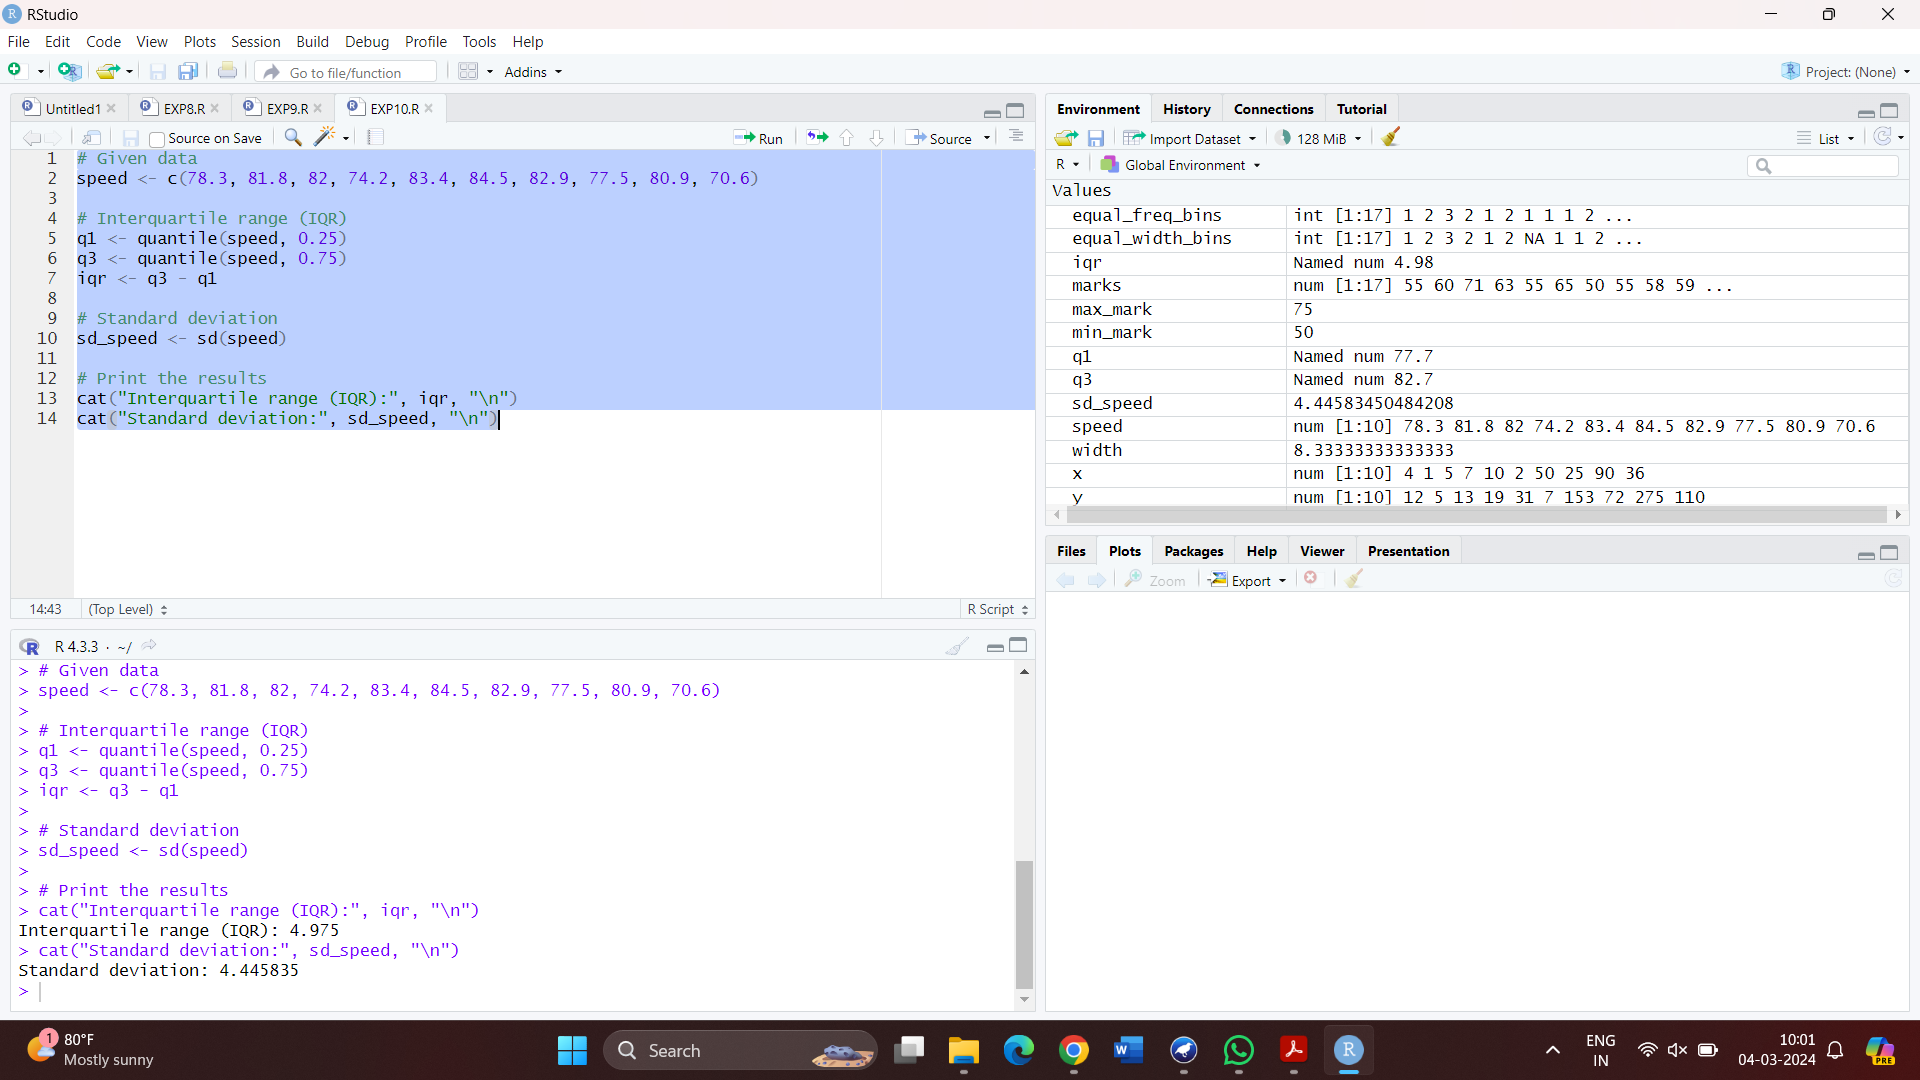 RStudio
File Edit Code View Plots Session Build Debug Profile Tools Help
Go to file/function Addins Project: (None)
Untitled1 EXP8.R EXP9.R EXP10.R
Source on Save Run Source
1 # Given data
2 speed <- c(78.3, 81.8, 82, 74.2, 83.4, 84.5, 82.9, 77.5, 80.9, 70.6)
3
4 # Interquartile range (IQR)
5 q1 <- quantile(speed, 0.25)
6 q3 <- quantile(speed, 0.75)
7 iqr <- q3 - q1
8
9 # Standard deviation
10 sd_speed <- sd(speed)
11
12 # Print the results
13 cat("Interquartile range (IQR):", iqr, "\n")
14 cat("Standard deviation:", sd_speed, "\n")
14:43 (Top Level) R Script
R 4.3.3 · ~/
> # Given data
> speed <- c(78.3, 81.8, 82, 74.2, 83.4, 84.5, 82.9, 77.5, 80.9, 70.6)
>
> # Interquartile range (IQR)
> q1 <- quantile(speed, 0.25)
> q3 <- quantile(speed, 0.75)
> iqr <- q3 - q1
>
> # Standard deviation
> sd_speed <- sd(speed)
>
> # Print the results
> cat("Interquartile range (IQR):", iqr, "\n")
Interquartile range (IQR): 4.975
> cat("Standard deviation:", sd_speed, "\n")
Standard deviation: 4.445835
>
Environment History Connections Tutorial
Import Dataset 128 MiB List
R Global Environment
Values
equal_freq_bins int [1:17] 1 2 3 2 1 2 1 1 1 2 ...
equal_width_bins int [1:17] 1 2 3 2 1 2 NA 1 1 2 ...
iqr Named num 4.98
marks num [1:17] 55 60 71 63 55 65 50 55 58 59 ...
max_mark 75
min_mark 50
q1 Named num 77.7
q3 Named num 82.7
sd_speed 4.44583450484208
speed num [1:10] 78.3 81.8 82 74.2 83.4 84.5 82.9 77.5 80.9 70.6
width 8.33333333333333
x num [1:10] 4 1 5 7 10 2 50 25 90 36
y num [1:10] 12 5 13 19 31 7 153 72 275 110
Files Plots Packages Help Viewer Presentation
Zoom Export
1
80°F
Mostly sunny
Search
ENG
IN
10:01
04-03-2024
PRE